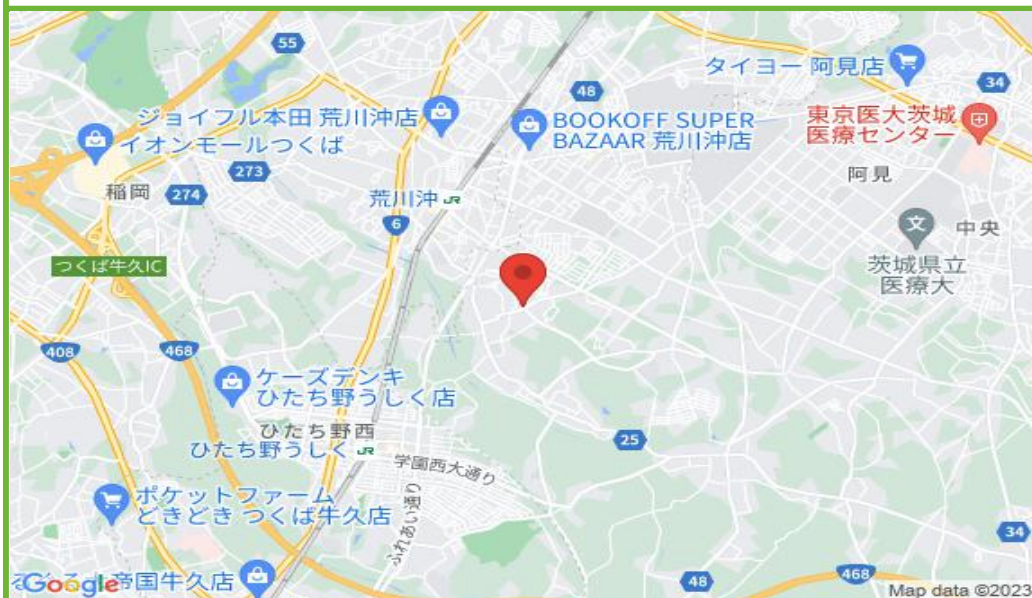 55
48
タイヨー 阿見店
34
ジョイフル本田 荒川沖店
BOOKOFF SUPER
BAZAAR 荒川沖店
東京医大茨城
医療センター
イオンモールつくば
273
阿見
稲岡
274
荒川沖 JR
6
文
中央
つくば牛久IC
茨城県立
医療大
408
468
ケーズデンキ
ひたち野うしく店
ひたち野西
25
ひたち野うしく JR
学園西大通り
ポケットファーム
どきどき つくば牛久店
ふれあい通り
34
Google
帝国牛久店
48
468
Map data ©2023